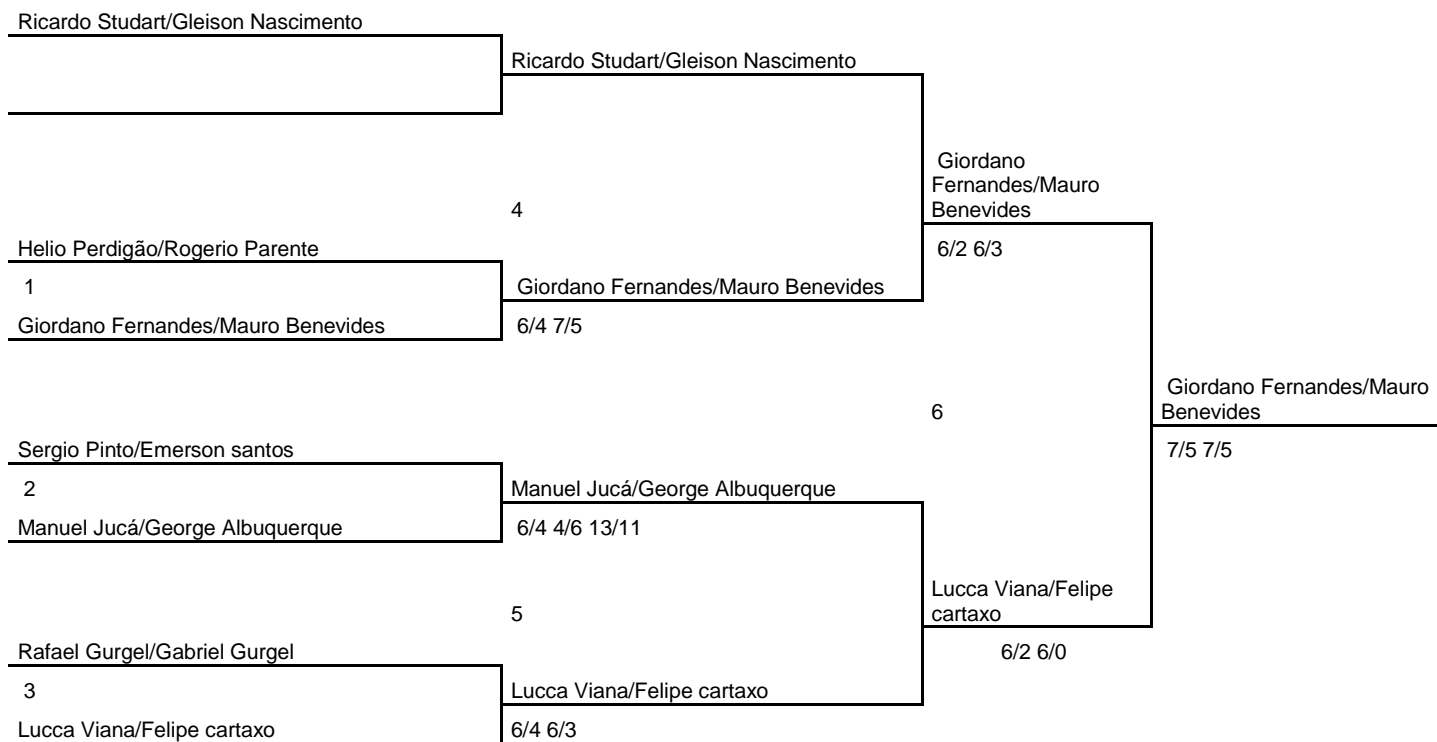 Ricardo Studart/Gleison Nascimento
Ricardo Studart/Gleison Nascimento
Giordano
Fernandes/Mauro
Benevides
4
Helio Perdigão/Rogerio Parente
6/2 6/3
1
Giordano Fernandes/Mauro Benevides
Giordano Fernandes/Mauro Benevides
6/4 7/5
Giordano Fernandes/Mauro
Benevides
6
Sergio Pinto/Emerson santos
7/5 7/5
2
Manuel Jucá/George Albuquerque
Manuel Jucá/George Albuquerque
6/4 4/6 13/11
Lucca Viana/Felipe
cartaxo
5
Rafael Gurgel/Gabriel Gurgel
6/2 6/0
3
Lucca Viana/Felipe cartaxo
Lucca Viana/Felipe cartaxo
6/4 6/3